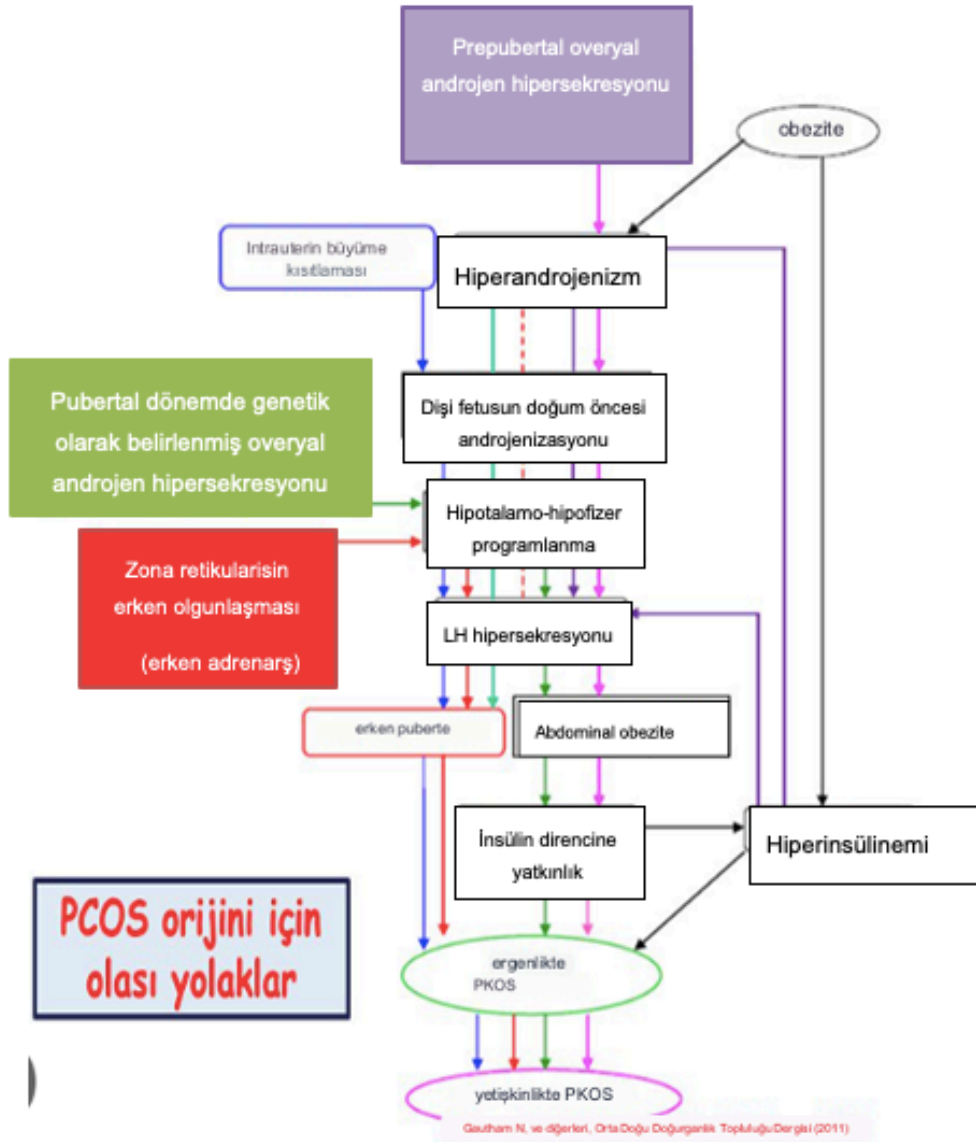 Prepubertal overyal
androjen hipersekresyonu
obezite
Intrauterin büyüme
kısıtlaması
Hiperandrojenizm
Pubertal dönemde genetik
olarak belirlenmiş overyal
androjen hipersekresyonu
Dişi fetusun doğum öncesi
androjenizasyonu
Hipotalamo-hipofizer
programlanma
Zona retikularisin
erken olgunlaşması
(erken adrenarş)
LH hipersekresyonu
erken puberte
Abdominal obezite
İnsülin direncine
yatkınlık
Hiperinsülinemi
PCOS orijini için
olası yolaklar
ergenlikte
PKOS
yetişkinlikte PKOS
Gautham N, ve diğerleri, Orta Doğu Doğurganlık Topluluğu Dergisi (2011)